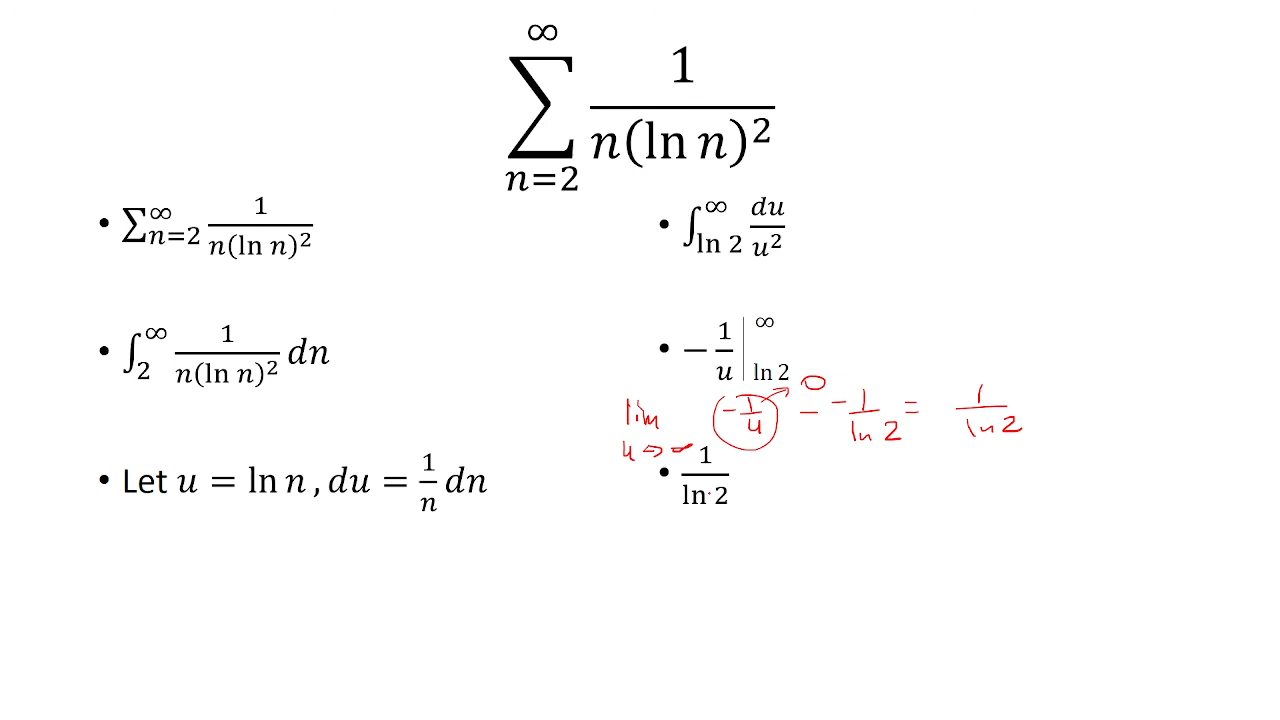 ∑_{n=2}^{∞} 1/(n(ln n)²)
• ∑_{n=2}^{∞} 1/(n(ln n)²)
• ∫_2^∞ 1/(n(ln n)²) dn
• Let u = ln n , du = 1/n dn
• ∫_{ln 2}^∞ du/u²
• −1/u |_{ln 2}^∞
lim u→∞ −1/u → 0 − −1/ln 2 = 1/ln 2
• 1/ln 2